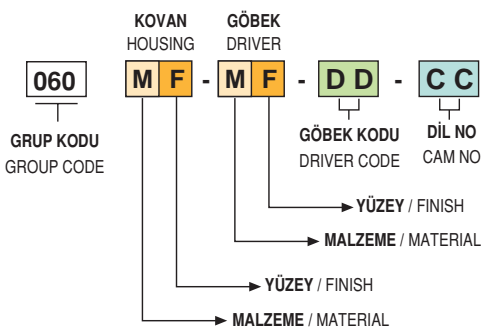 KOVAN GÖBEK
HOUSING DRIVER
060 M F - M F - D D - C C
GRUP KODU
GROUP CODE
GÖBEK KODU DİL NO
DRIVER CODE CAM NO
YÜZEY / FINISH
MALZEME / MATERIAL
YÜZEY / FINISH
MALZEME / MATERIAL